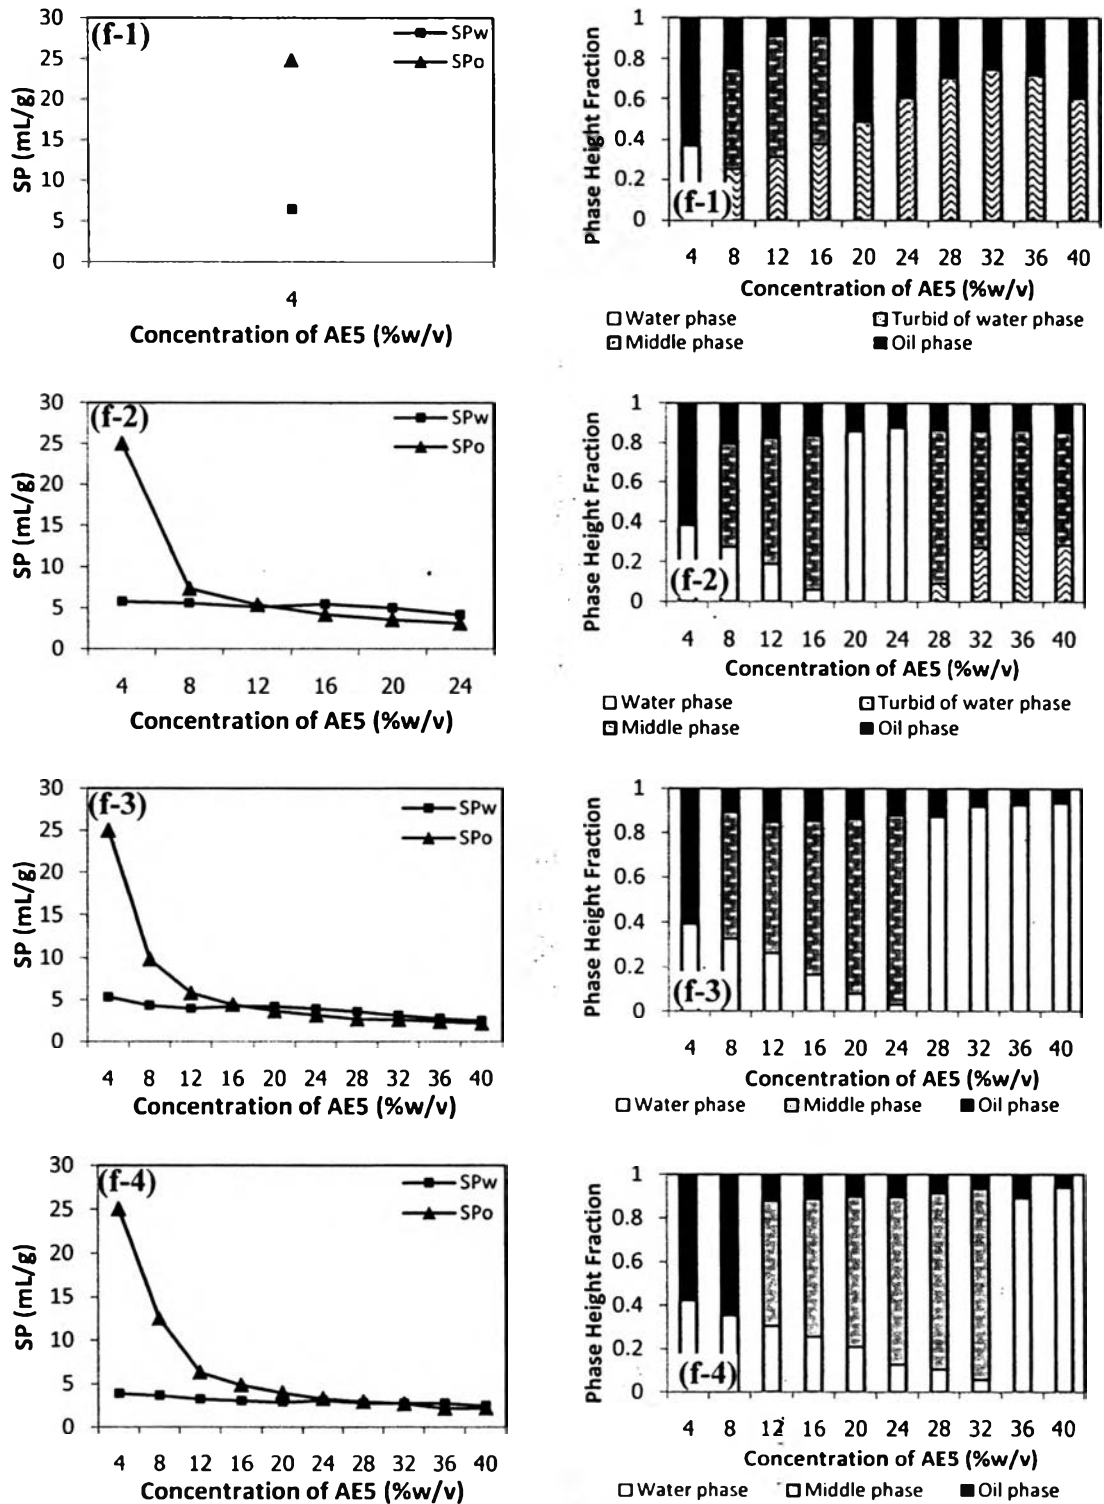 (f-1)
SPw
SPo
SP (mL/g)
30
25
20
15
10
5
0
4
Concentration of AE5 (%w/v)
Phase Height Fraction
1
0.8
0.6
0.4
0.2
0
(f-1)
4 8 12 16 20 24 28 32 36 40
Concentration of AE5 (%w/v)
Water phase Turbid of water phase
Middle phase Oil phase
(f-2)
SPw
SPo
SP (mL/g)
30
25
20
15
10
5
0
4 8 12 16 20 24
Concentration of AE5 (%w/v)
Phase Height Fraction
1
0.8
0.6
0.4
0.2
0
(f-2)
4 8 12 16 20 24 28 32 36 40
Concentration of AE5 (%w/v)
Water phase Turbid of water phase
Middle phase Oil phase
(f-3)
SPw
SPo
SP (mL/g)
30
25
20
15
10
5
0
4 8 12 16 20 24 28 32 36 40
Concentration of AE5 (%w/v)
Phase Height Fraction
1
0.8
0.6
0.4
0.2
0
(f-3)
4 8 12 16 20 24 28 32 36 40
Concentration of AE5 (%w/v)
Water phase Middle phase Oil phase
(f-4)
SPw
SPo
SP (mL/g)
30
25
20
15
10
5
0
4 8 12 16 20 24 28 32 36 40
Concentration of AE5 (%w/v)
Phase Height Fraction
1
0.8
0.6
0.4
0.2
0
(f-4)
4 8 12 16 20 24 28 32 36 40
Concentration of AE5 (%w/v)
Water phase Middle phase Oil phase